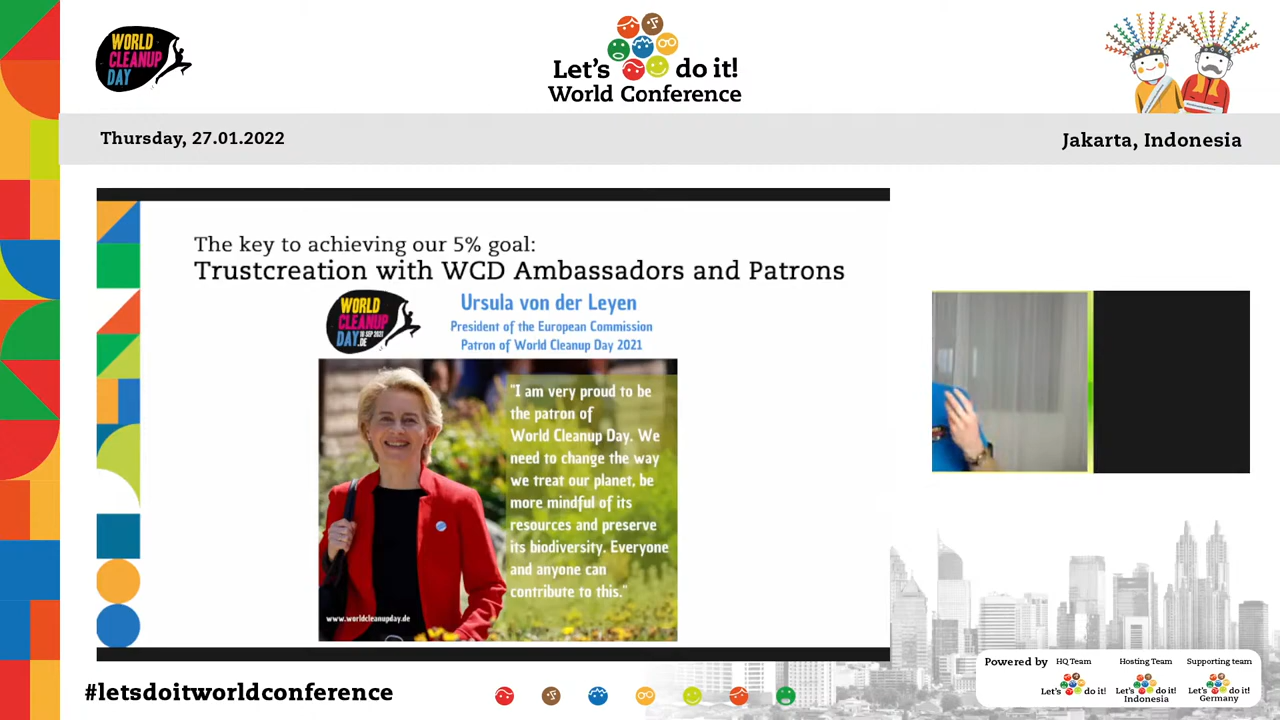 WORLD
CLEANUP
DAY
Let's do it!
World Conference
Thursday, 27.01.2022
Jakarta, Indonesia
The key to achieving our 5% goal:
Trustcreation with WCD Ambassadors and Patrons
WORLD
CLEANUP
DAY
18 SEP 2021
.DE
Ursula von der Leyen
President of the European Commission
Patron of World Cleanup Day 2021
"I am very proud to be
the patron of
World Cleanup Day. We
need to change the way
we treat our planet, be
more mindful of its
resources and preserve
its biodiversity. Everyone
and anyone can
contribute to this."
www.worldcleanupday.de
#letsdoitworldconference
Powered by
HQ Team
Hosting Team
Supporting team
Let's do it!
Let's do it!
Indonesia
Let's do it!
Germany